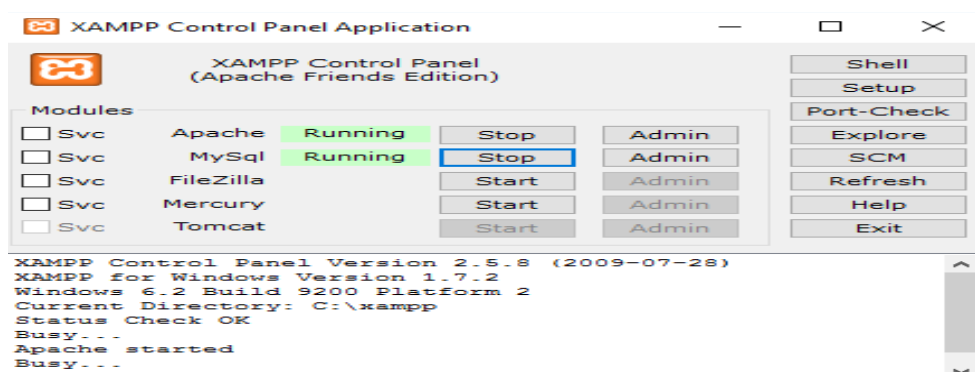 XAMPP Control Panel Application
XAMPP Control Panel
(Apache Friends Edition)
Shell
Setup
Port-Check
Modules
Svc Apache Running Stop Admin Explore
Svc MySql Running Stop Admin SCM
Svc FileZilla Start Admin Refresh
Svc Mercury Start Admin Help
Svc Tomcat Start Admin Exit
XAMPP Control Panel Version 2.5.8 (2009-07-28)
XAMPP for Windows Version 1.7.2
Windows 6.2 Build 9200 Platform 2
Current Directory: C:\xampp
Status Check OK
Busy...
Apache started
Busy...